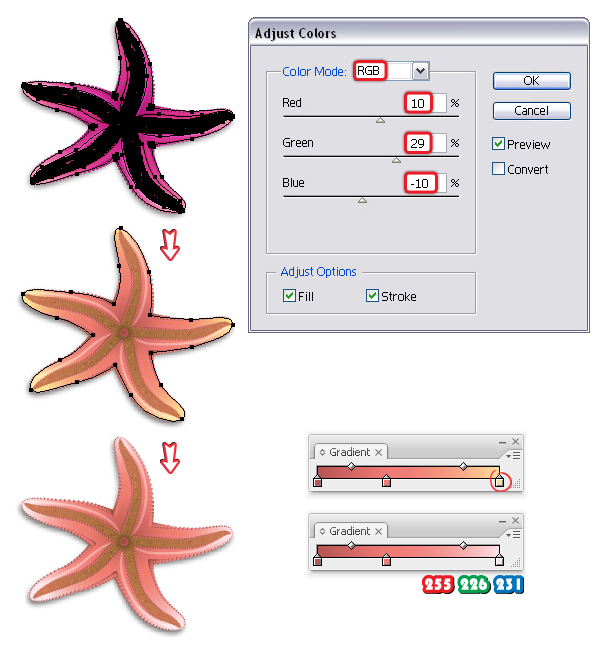 Adjust Colors
Color Mode: RGB
OK
Red 10 %
Cancel
Green 29 %
Preview
Convert
Blue -10 %
Adjust Options
Fill Stroke
Gradient
Gradient
255 226 231